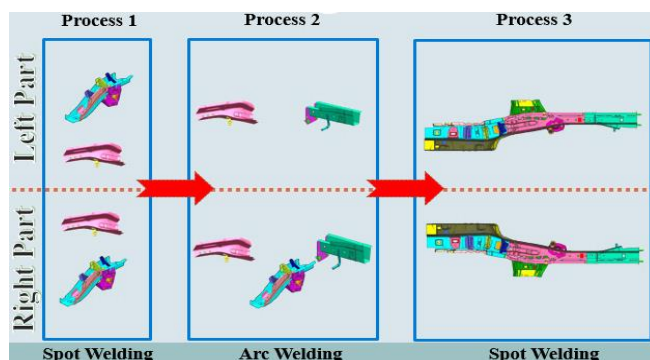 Process 1
Process 2
Process 3
Left Part
Right Part
Spot Welding
Arc Welding
Spot Welding